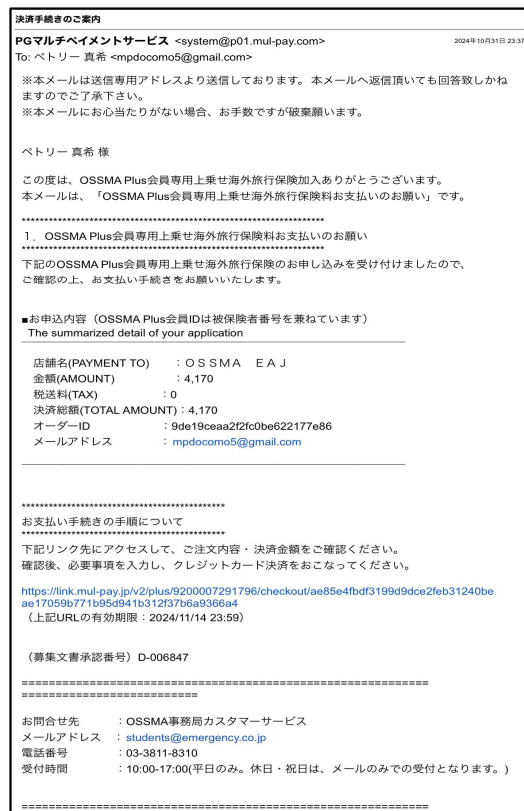 決済手続きのご案内
PGマルチペイメントサービス <system@p01.mul-pay.com> 2024年10月31日 23:37
To: ペトリー 真希 <mpdocomo5@gmail.com>
※本メールは送信専用アドレスより送信しております。 本メールへ返信頂いても回答致しかね
ますのでご了承下さい。
※本メールにお心当たりがない場合、お手数ですが破棄願います。
ペトリー 真希 様
この度は、OSSMA Plus会員専用上乗せ海外旅行保険加入ありがとうございます。
本メールは、「OSSMA Plus会員専用上乗せ海外旅行保険料お支払いのお願い」です。
*******************************************************************
１．OSSMA Plus会員専用上乗せ海外旅行保険料お支払いのお願い
*******************************************************************
下記のOSSMA Plus会員専用上乗せ海外旅行保険のお申し込みを受け付けましたので、
ご確認の上、お支払い手続きをお願いいたします。
■お申込内容（OSSMA Plus会員IDは被保険者番号を兼ねています）
The summarized detail of your application
店舗名(PAYMENT TO) ：ＯＳＳＭＡ　ＥＡＪ
金額(AMOUNT) ：4,170
税送料(TAX) ：0
決済総額(TOTAL AMOUNT)：4,170
オーダーID ：9de19ceaa2f2fc0be622177e86
メールアドレス ：mpdocomo5@gmail.com
*********************************************
お支払い手続きの手順について
*********************************************
下記リンク先にアクセスして、ご注文内容・決済金額をご確認ください。
確認後、必要事項を入力し、クレジットカード決済をおこなってください。
https://link.mul-pay.jp/v2/plus/9200007291796/checkout/ae85e4fbdf3199d9dce2feb31240be
ae17059b771b95d941b312f37b6a9366a4
（上記URLの有効期限：2024/11/14 23:59）
（募集文書承認番号）D-006847
============================================================
==========================
お問合せ先 ：OSSMA事務局カスタマーサービス
メールアドレス ：students@emergency.co.jp
電話番号 ：03-3811-8310
受付時間 ：10:00-17:00(平日のみ。休日・祝日は、メールのみでの受付となります。)
============================================================